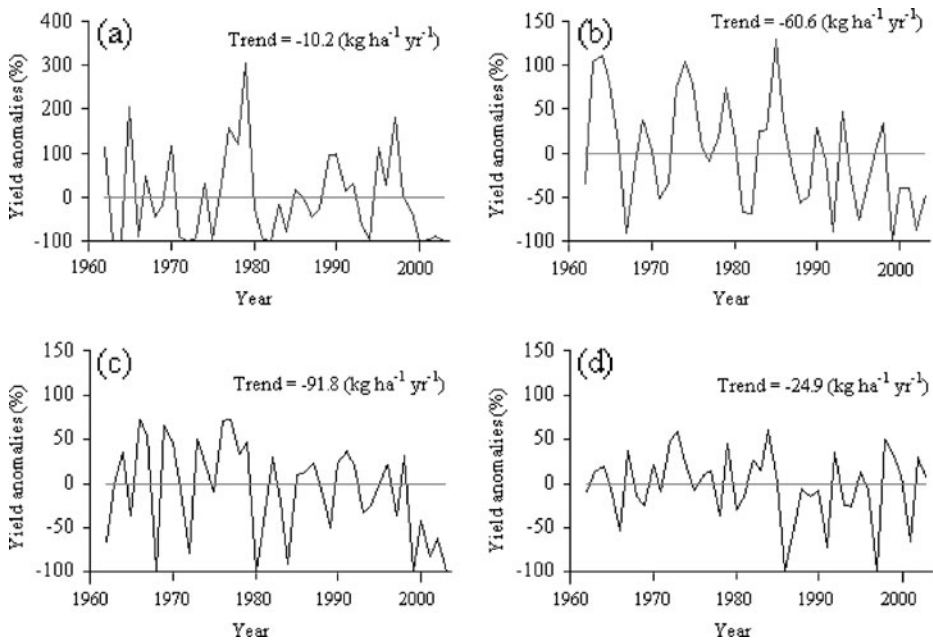 (a)
Trend = -10.2 (kg ha⁻¹ yr⁻¹)
Yield anomalies (%)
400
300
200
100
0
-100
1960 1970 1980 1990 2000
Year
(b)
Trend = -60.6 (kg ha⁻¹ yr⁻¹)
Yield anomalies (%)
150
100
50
0
-50
-100
1960 1970 1980 1990 2000
Year
(c)
Trend = -91.8 (kg ha⁻¹ yr⁻¹)
Yield anomalies (%)
150
100
50
0
-50
-100
1960 1970 1980 1990 2000
Year
(d)
Trend = -24.9 (kg ha⁻¹ yr⁻¹)
Yield anomalies (%)
150
100
50
0
-50
-100
1960 1970 1980 1990 2000
Year